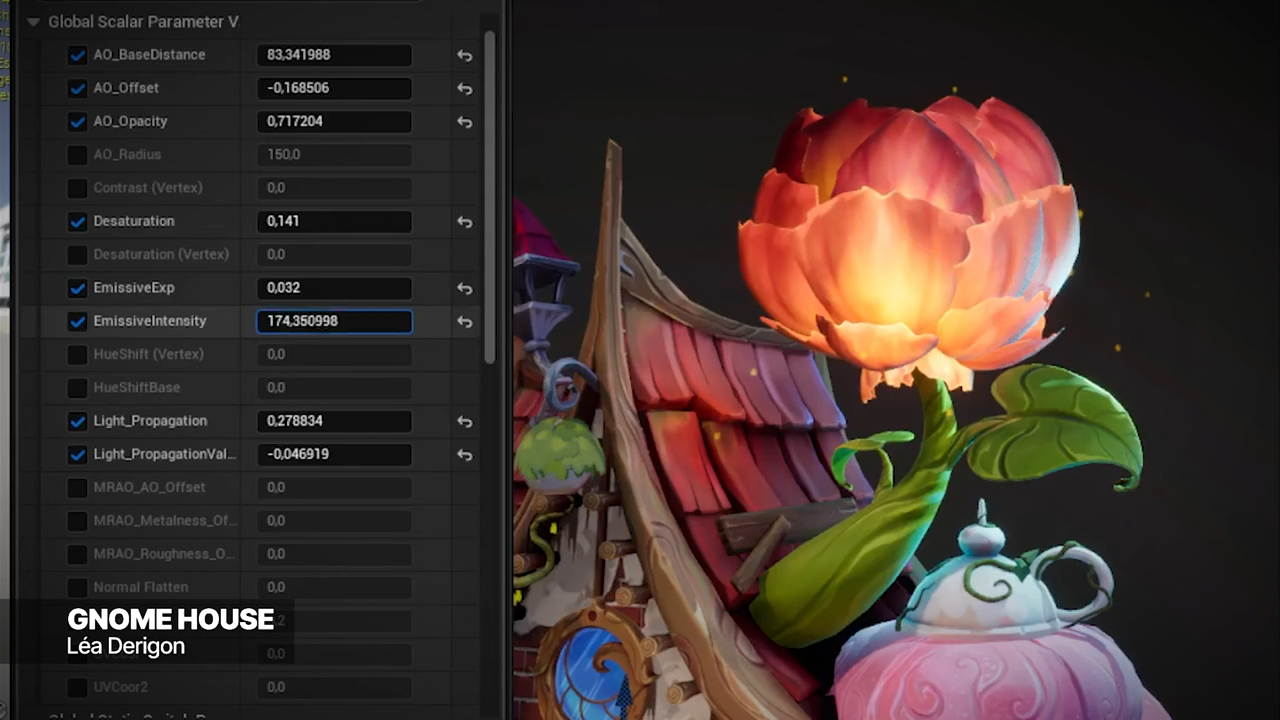 Global Scalar Parameter V
AO_BaseDistance 83,341988
AO_Offset -0,168506
AO_Opacity 0,717204
AO_Radius 150,0
Contrast (Vertex) 0,0
Desaturation 0,141
Desaturation (Vertex) 0,0
EmissiveExp 0,032
EmissiveIntensity 174,350998
HueShift (Vertex) 0,0
HueShiftBase 0,0
Light_Propagation 0,278834
Light_PropagationVal... -0,046919
MRAO_AO_Offset 0,0
MRAO_Metalness_Of... 0,0
MRAO_Roughness_O... 0,0
Normal Flatten 0,0
GNOME HOUSE
Léa Derigon
0,0
UVCoor2 0,0